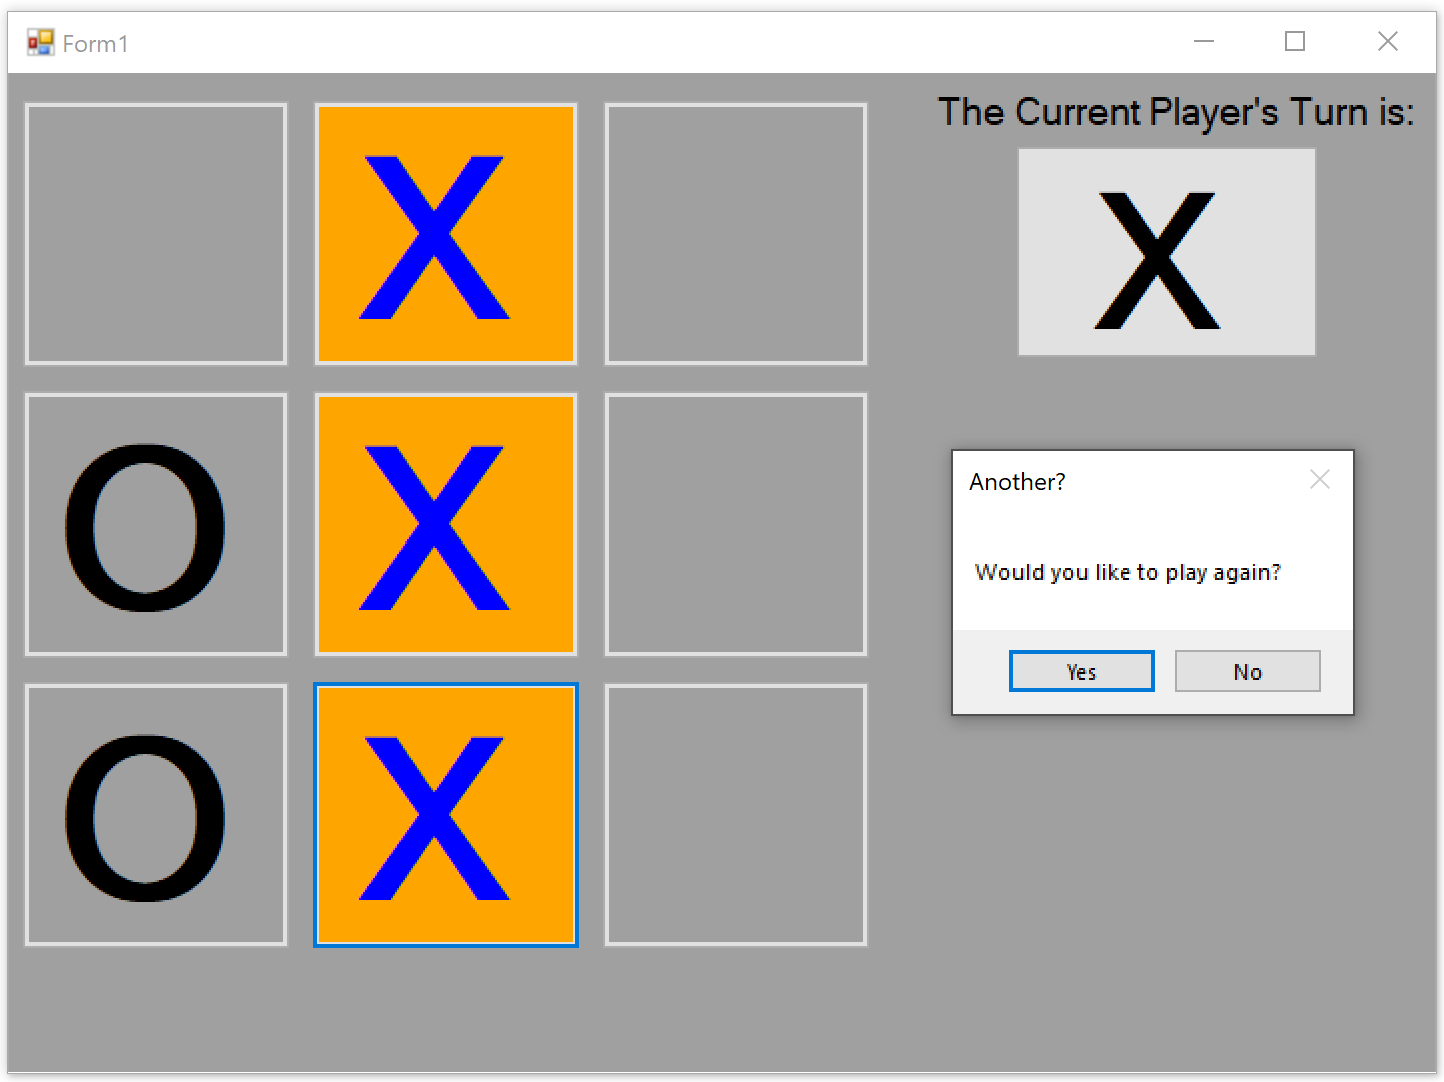 Form1
The Current Player's Turn is:
X
X
O X
O X
Another?
Would you like to play again?
Yes No